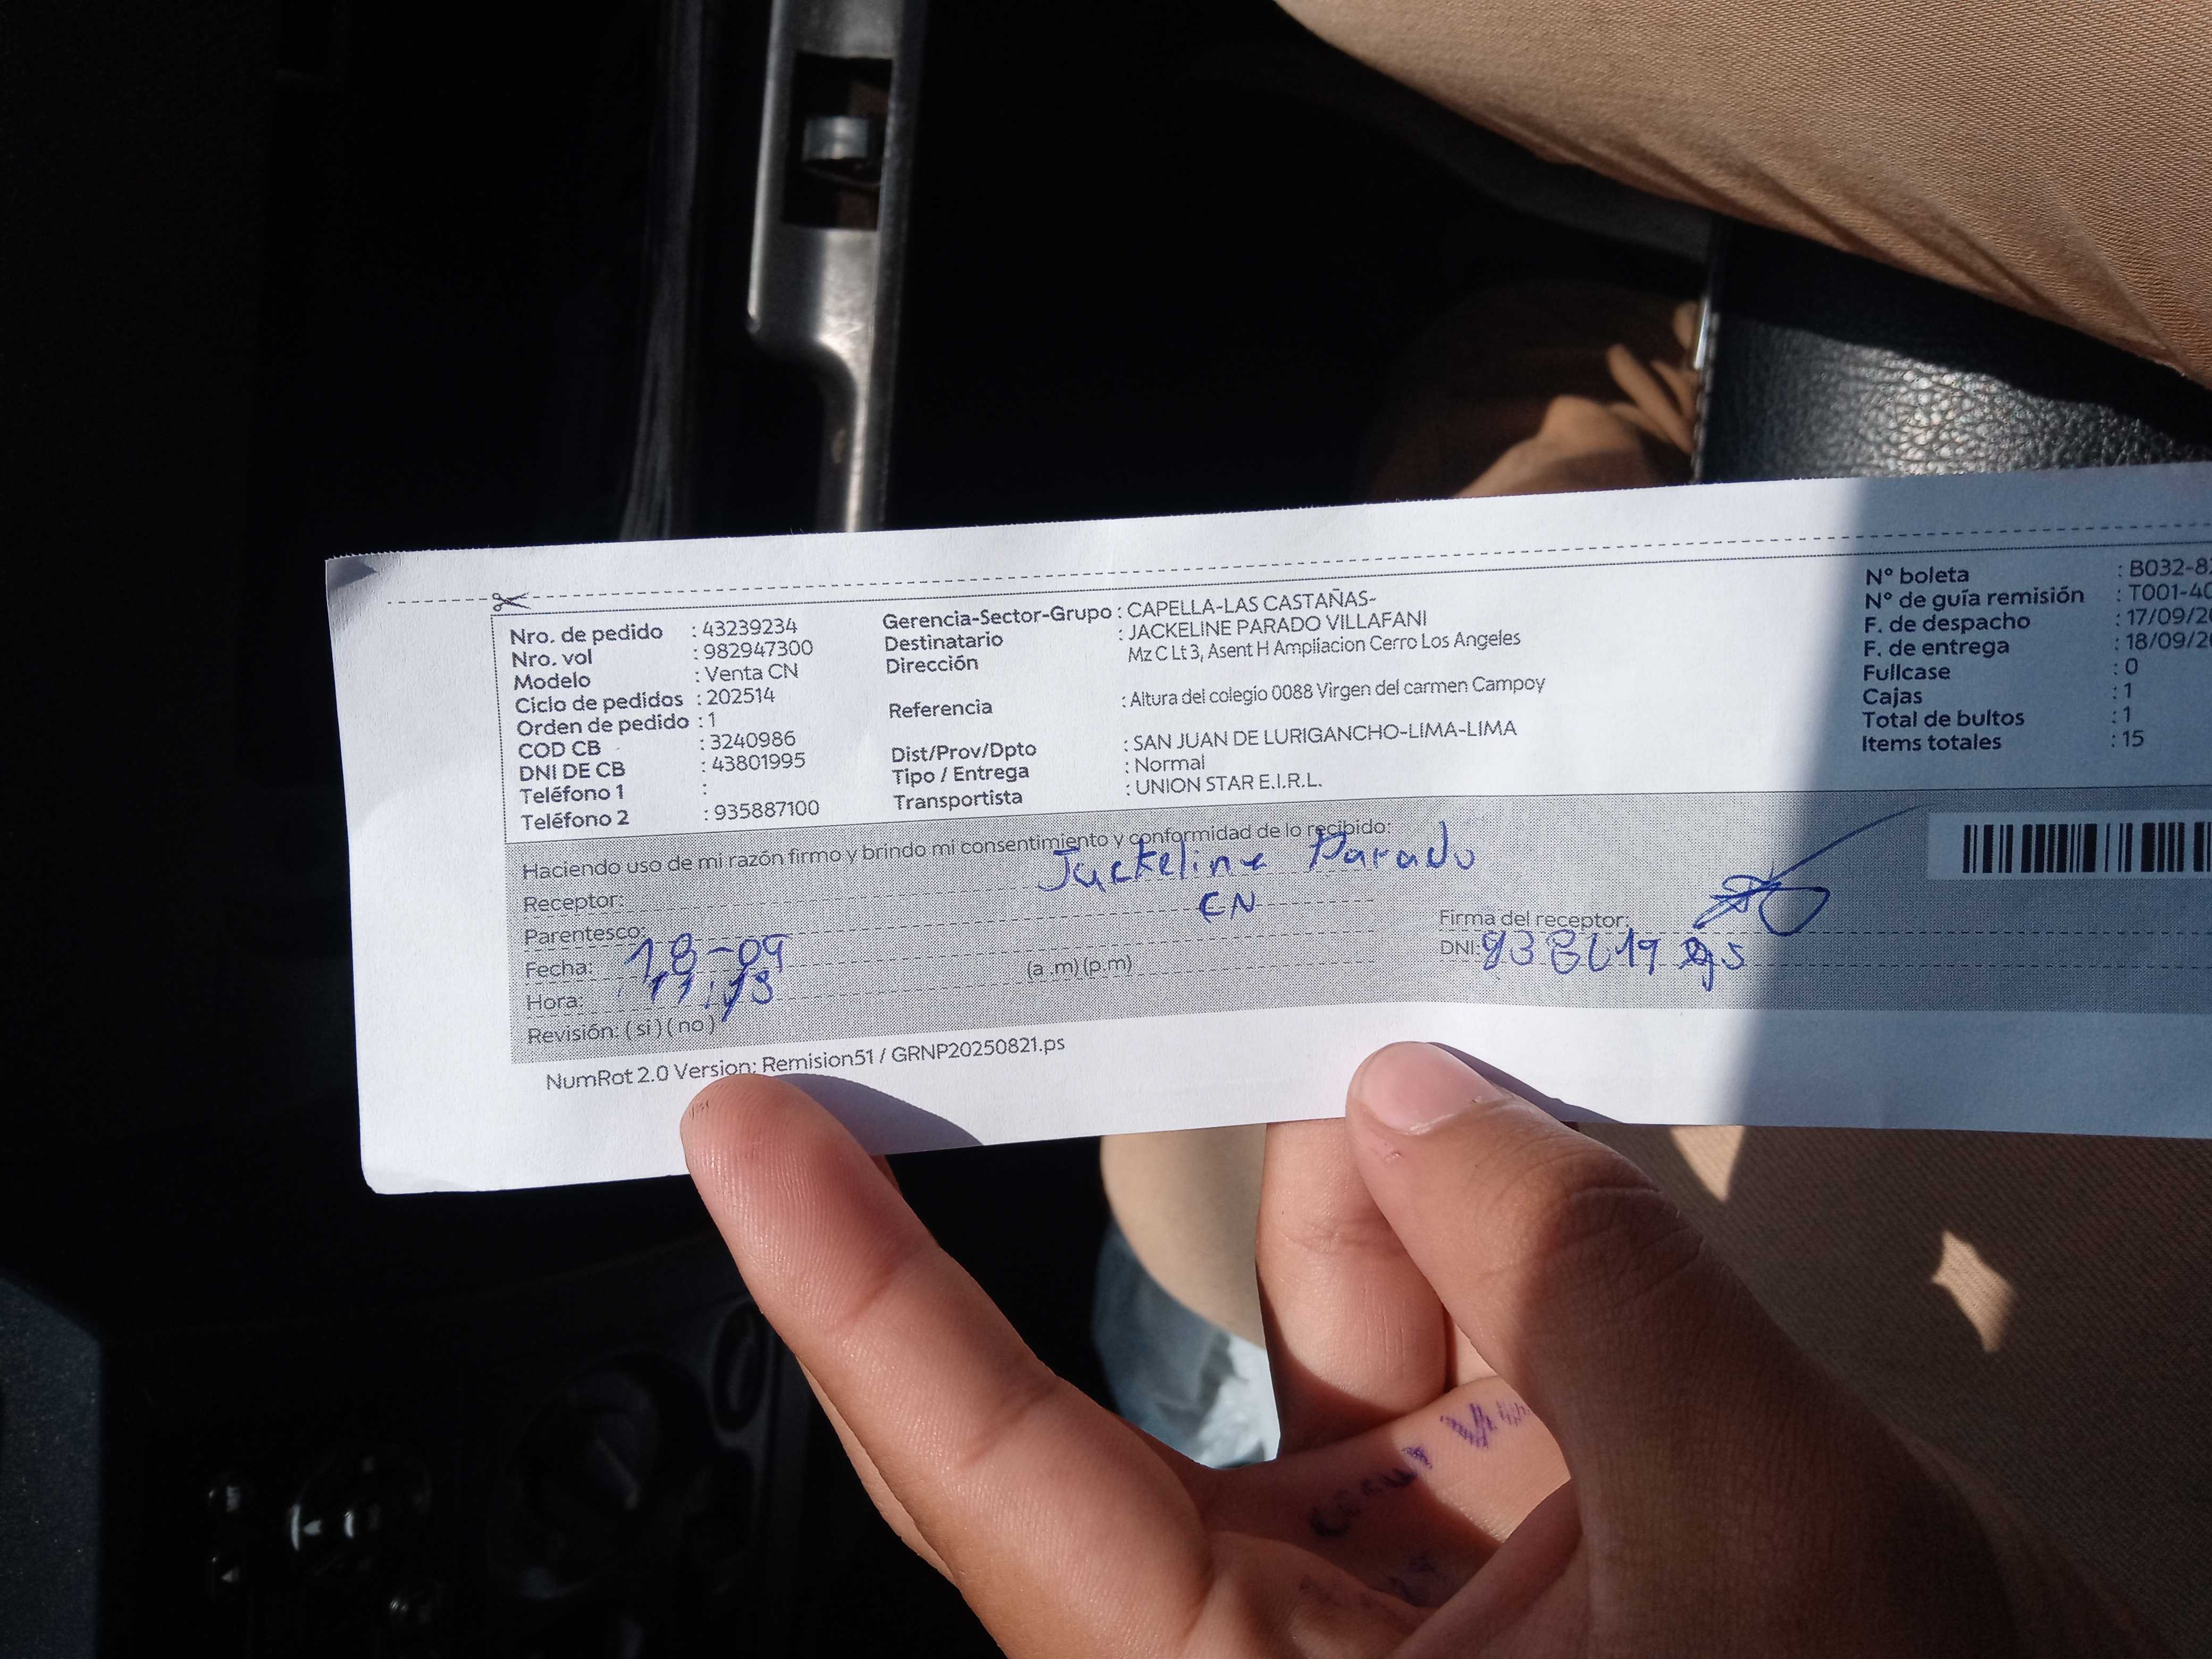 Nro. de pedido : 43239234
Nro. vol : 982947300
Modelo : Venta CN
Ciclo de pedidos : 202514
Orden de pedido : 1
COD CB : 3240986
DNI DE CB : 43801995
Teléfono 1 :
Teléfono 2 : 935887100
Gerencia-Sector-Grupo : CAPELLA-LAS CASTAÑAS-
Destinatario : JACKELINE PARADO VILLAFANI
Dirección Mz C Lt 3, Asent H Ampliacion Cerro Los Angeles
Referencia : Altura del colegio 0088 Virgen del carmen Campoy
Dist/Prov/Dpto : SAN JUAN DE LURIGANCHO-LIMA-LIMA
Tipo / Entrega : Normal
Transportista : UNION STAR E.I.R.L.
N° boleta : B032-8
N° de guía remisión : T001-40
F. de despacho : 17/09/20
F. de entrega : 18/09/20
Fullcase : 0
Cajas : 1
Total de bultos : 1
Items totales : 15
Haciendo uso de mi razón firmo y brindo mi consentimiento y conformidad de lo recibido:
Receptor: Jackeline Parado
Parentesco: CN
Fecha: 18-09
Hora: 11:13 (a .m) (p.m)
Revisión: ( si ) ( no )
Firma del receptor:
DNI:
NumRot 2.0 Version: Remision51 / GRNP20250821.ps